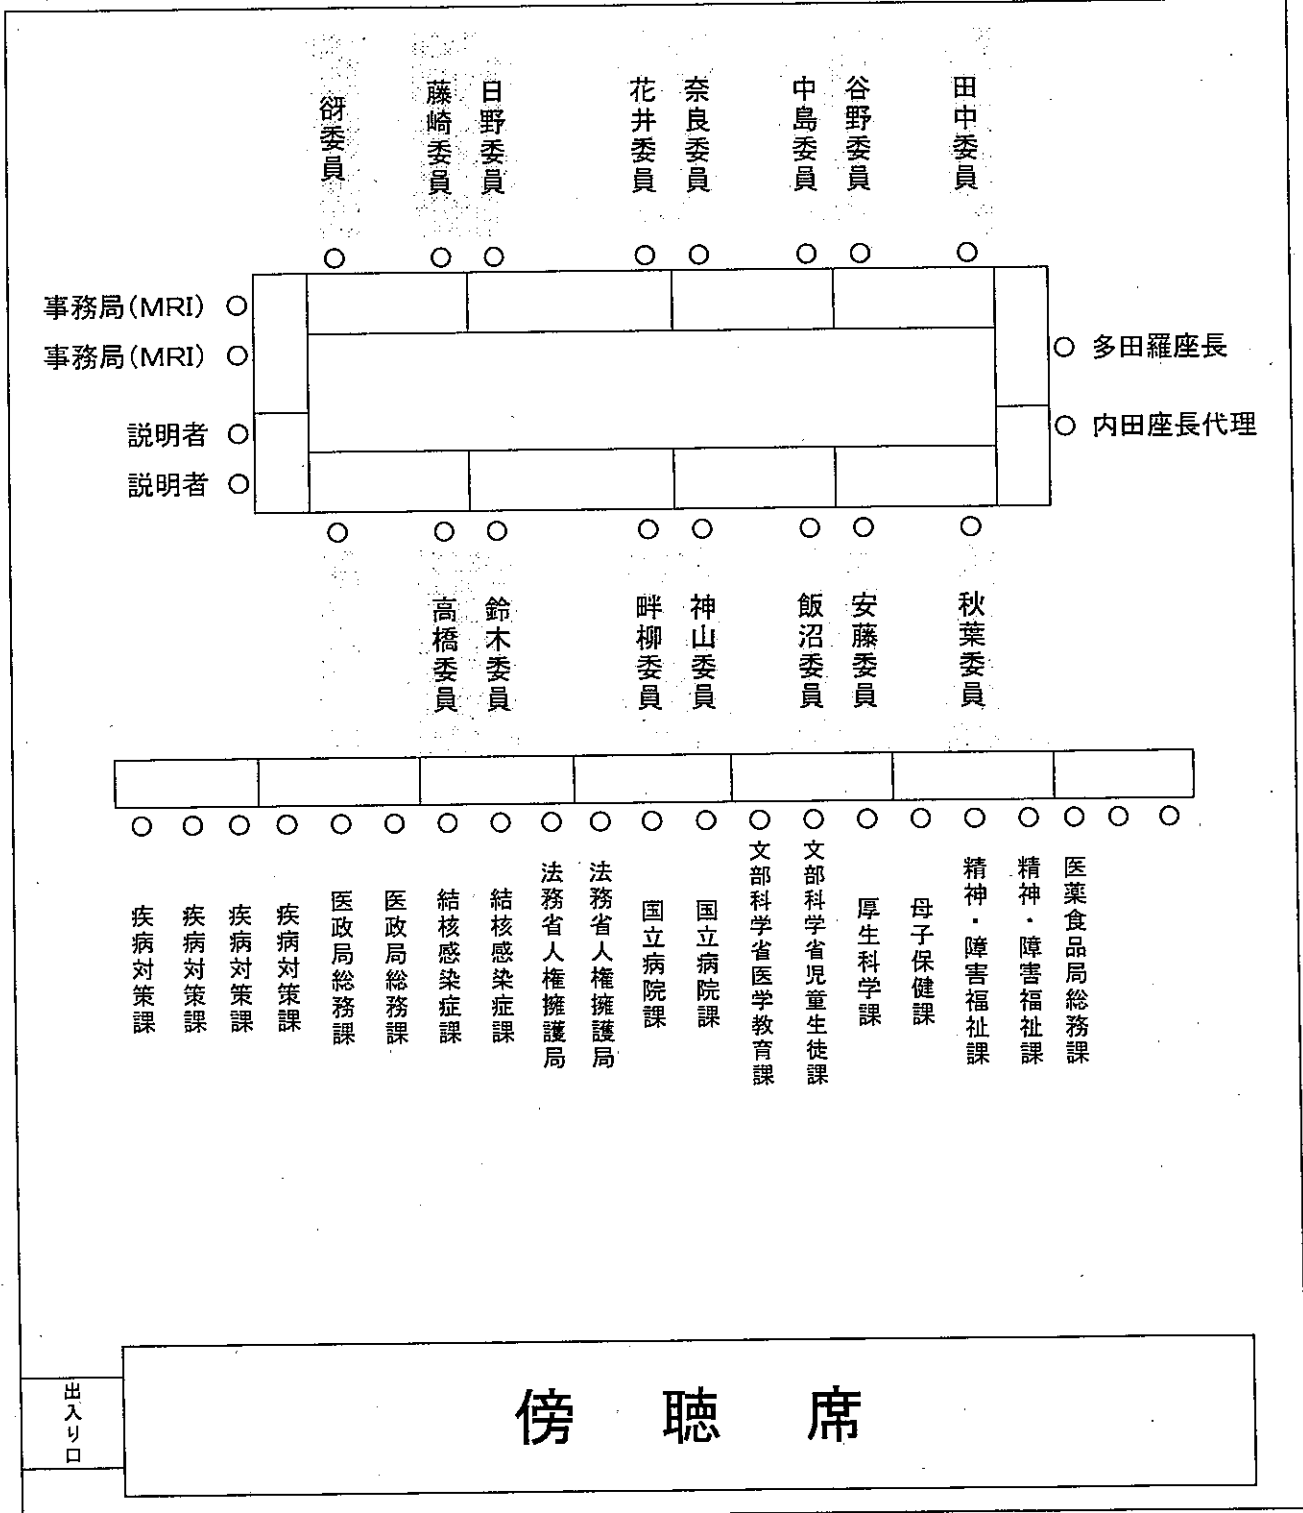 谺委員
藤崎委員
日野委員
花井委員
奈良委員
中島委員
谷野委員
田中委員
事務局(MRI)
事務局(MRI)
説明者
説明者
多田羅座長
内田座長代理
高橋委員
鈴木委員
畔柳委員
神山委員
飯沼委員
安藤委員
秋葉委員
疾病対策課
疾病対策課
疾病対策課
疾病対策課
医政局総務課
医政局総務課
結核感染症課
結核感染症課
法務省人権擁護局
法務省人権擁護局
国立病院課
国立病院課
文部科学省医学教育課
文部科学省児童生徒課
厚生科学課
母子保健課
精神・障害福祉課
精神・障害福祉課
医薬食品局総務課
出入り口
傍聴席